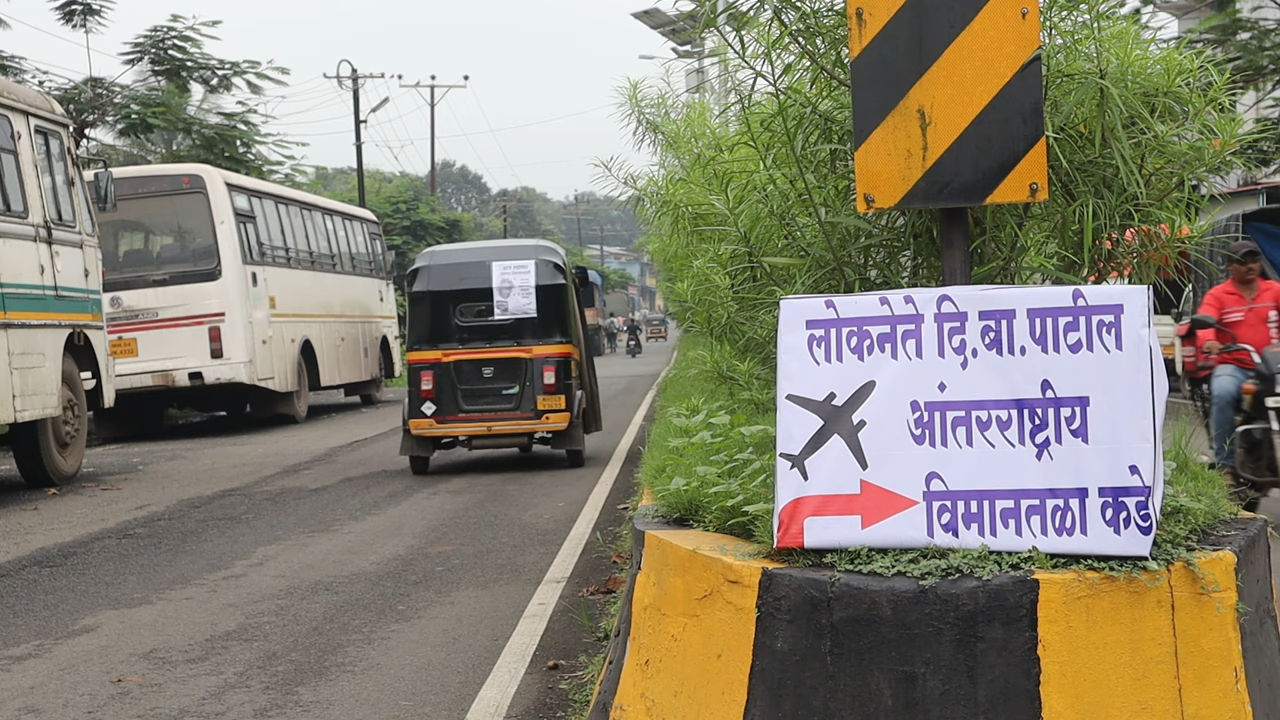 लोकनेते दि.बा.पाटील
आंतरराष्ट्रीय
विमानतळा कडे